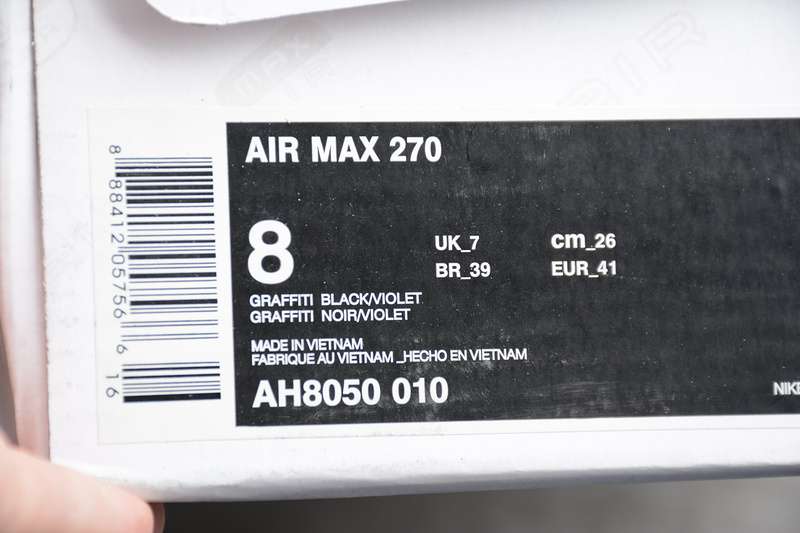 AIR MAX 270
8
UK_7
cm_26
BR_39
EUR_41
GRAFFITI BLACK/VIOLET
GRAFFITI NOIR/VIOLET
MADE IN VIETNAM
FABRIQUE AU VIETNAM _HECHO EN VIETNAM
AH8050 010
NIKE
8 88412 05756 6
16